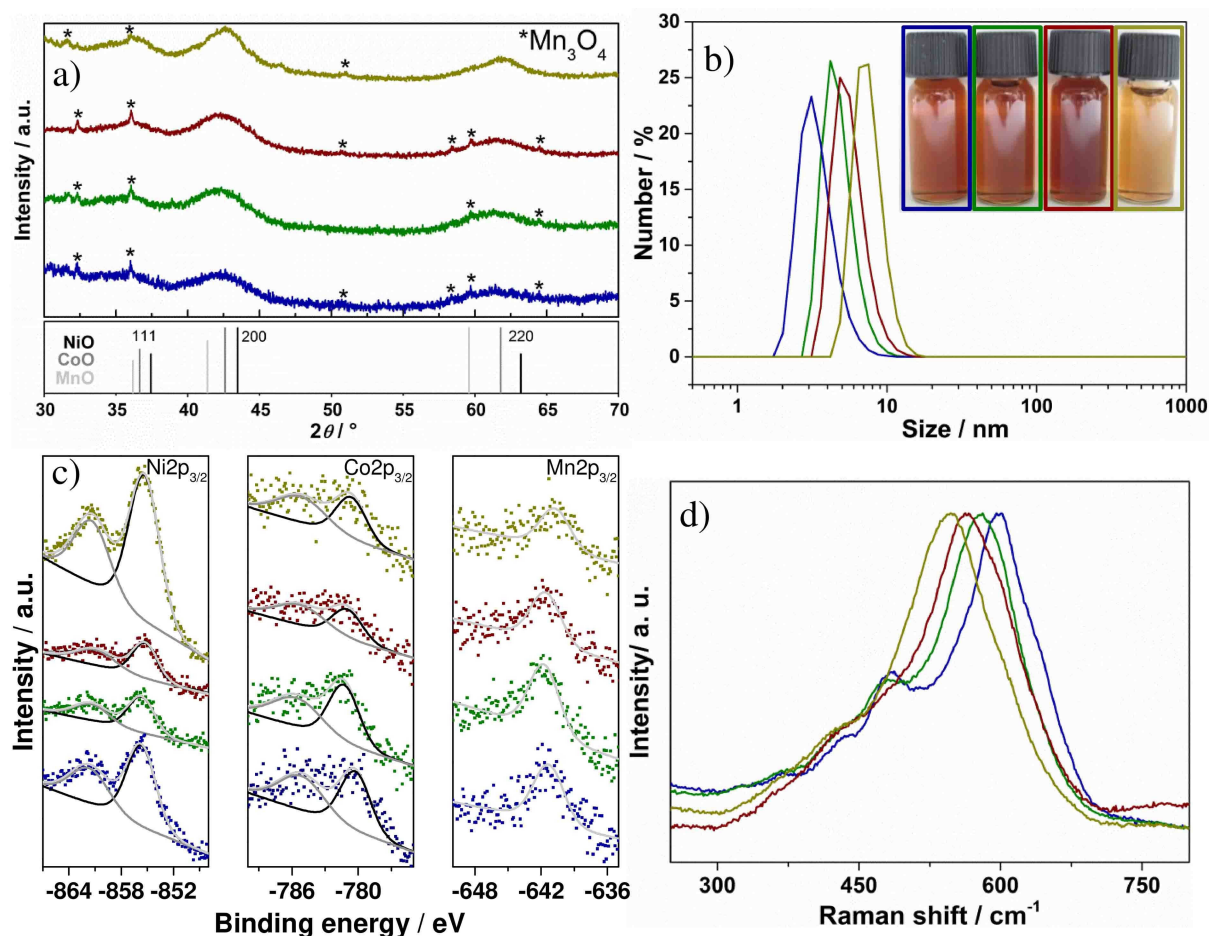 a)
*Mn3O4
Intensity / a.u.
NiO
CoO
MnO
111
200
220
30 35 40 45 50 55 60 65 70
2θ / °
b)
Number / %
30
25
20
15
10
5
0
1 10 100 1000
Size / nm
c)
Ni2p3/2
Co2p3/2
Mn2p3/2
Intensity / a.u.
-864 -858 -852
-786 -780
-648 -642 -636
Binding energy / eV
d)
Intensity/ a. u.
300 450 600 750
Raman shift / cm-1